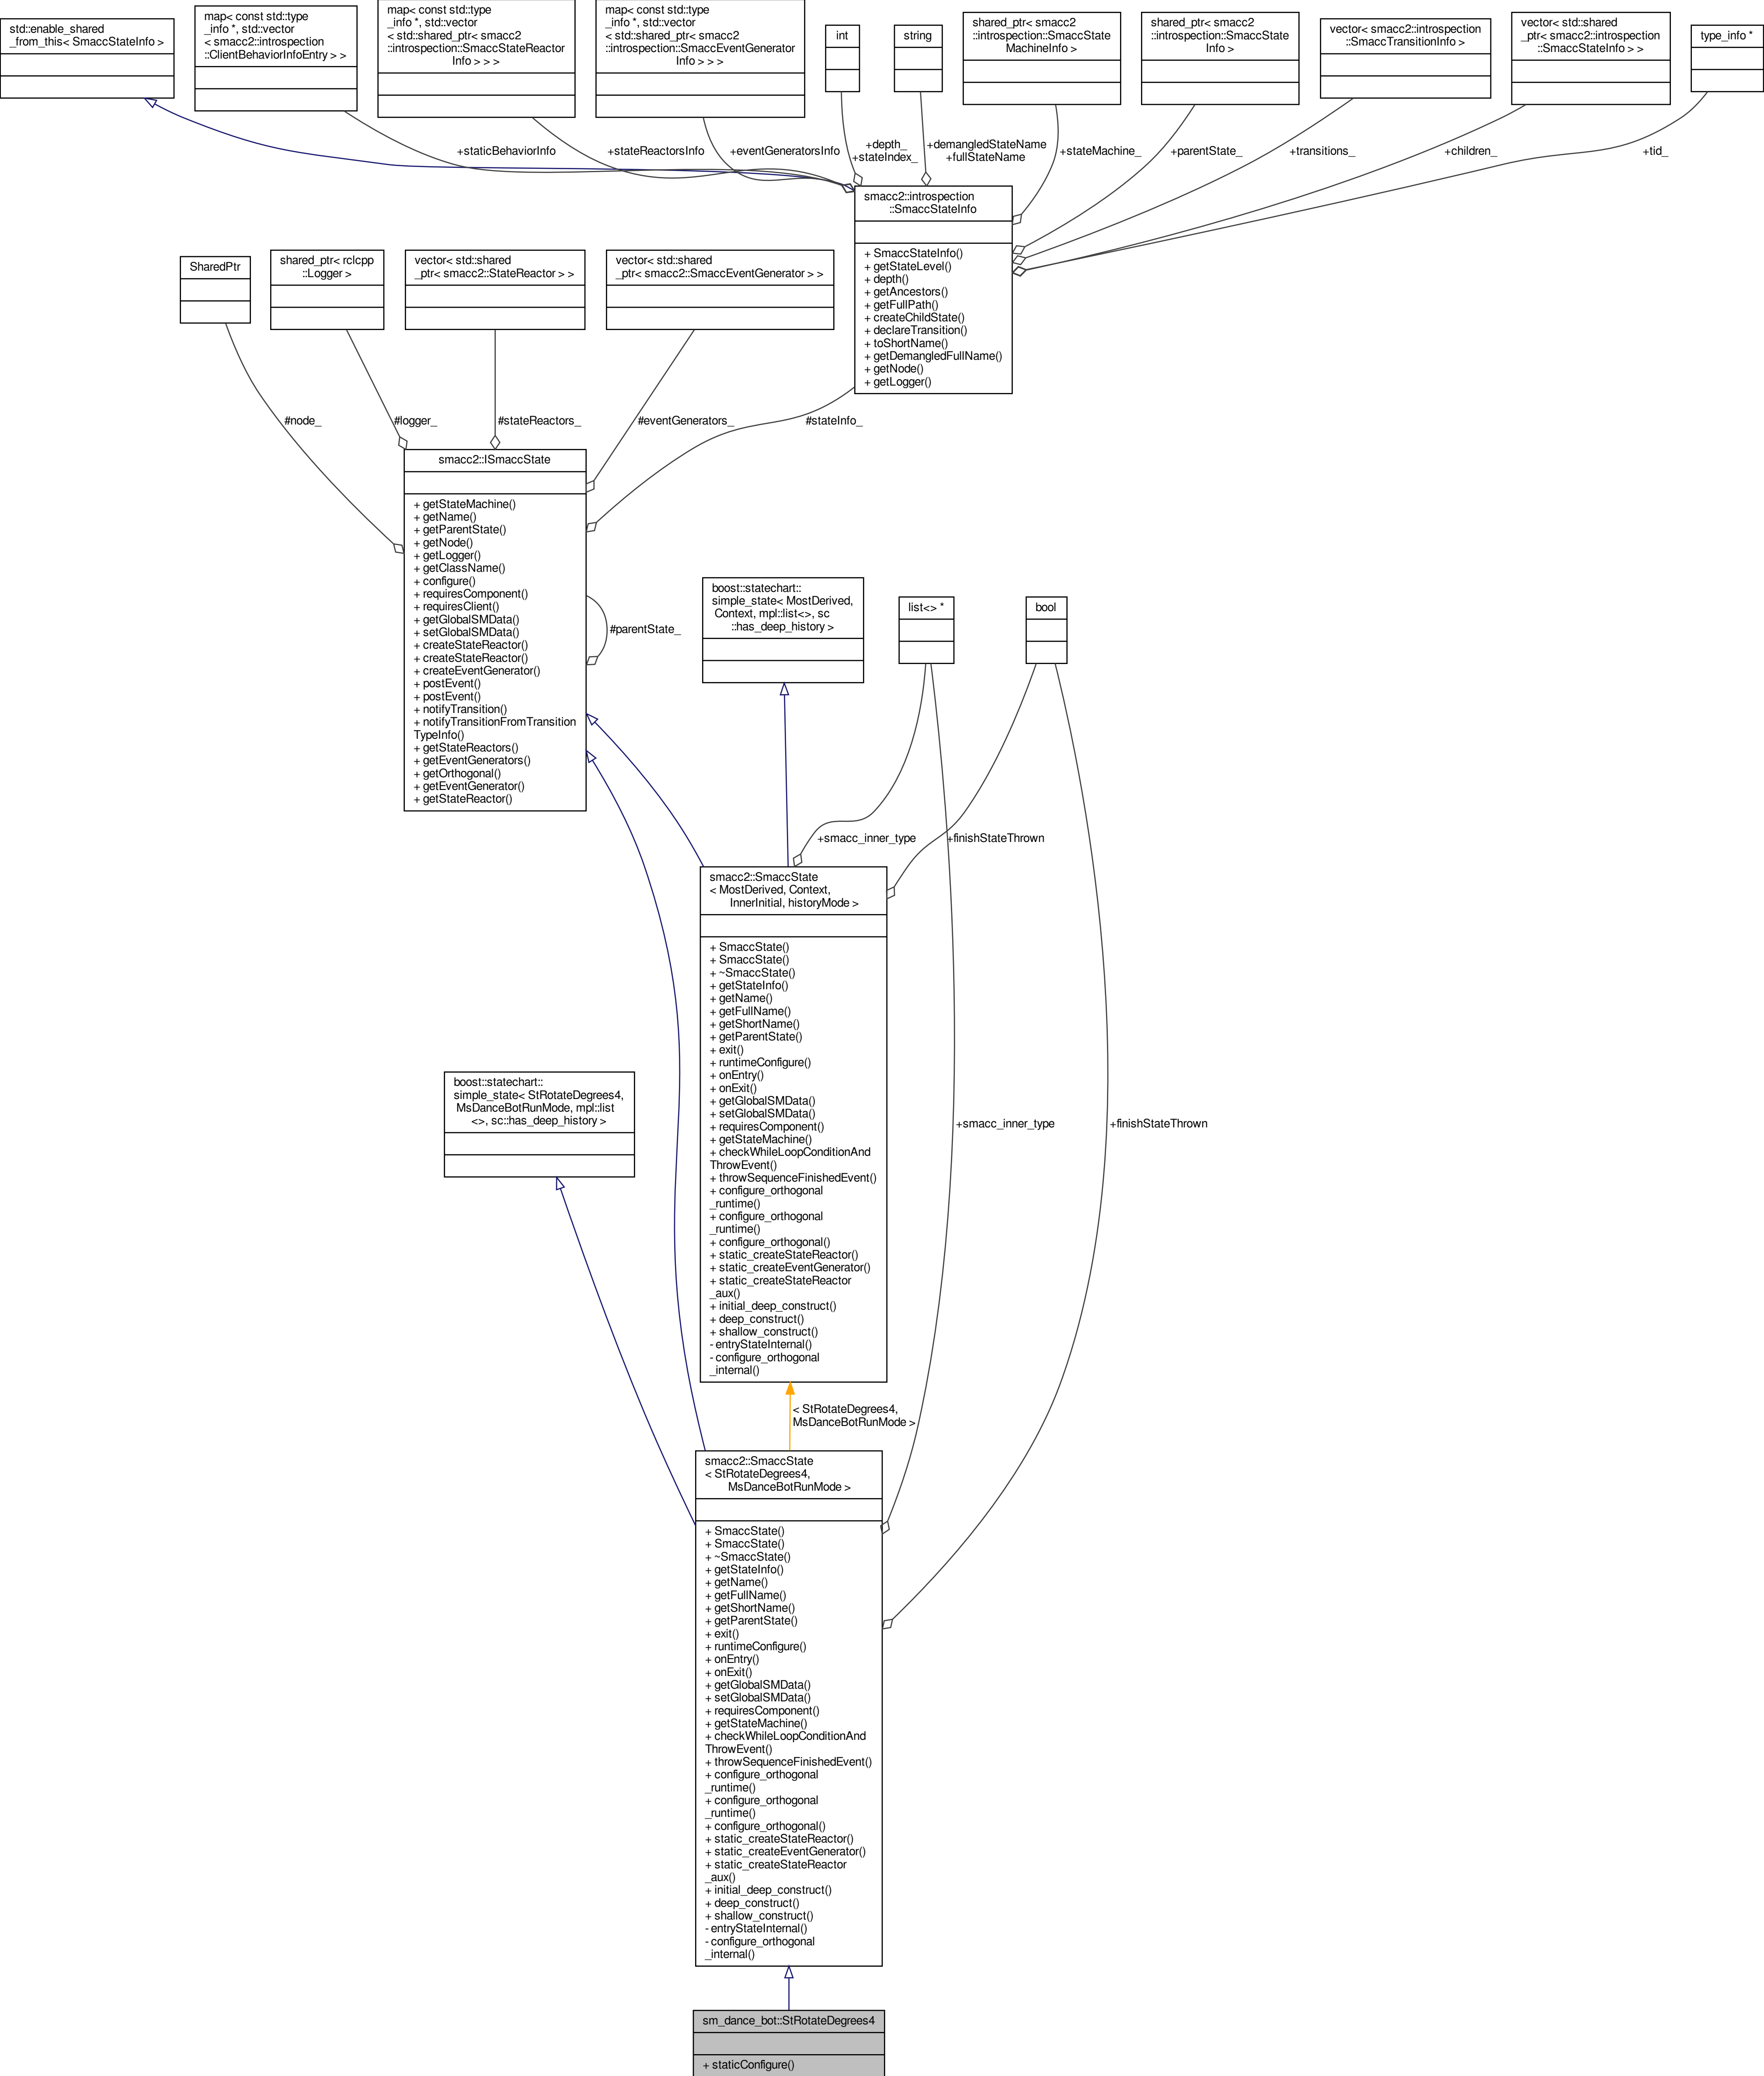 std::enable_shared
_from_this< SmaccStateInfo >
map< const std::type
_info *, std::vector
< smacc2::introspection
::ClientBehaviorInfoEntry > >
map< const std::type
_info *, std::vector
< std::shared_ptr< smacc2
::introspection::SmaccStateReactor
Info > > >
map< const std::type
_info *, std::vector
< std::shared_ptr< smacc2
::introspection::SmaccEventGenerator
Info > > >
int
string
shared_ptr< smacc2
::introspection::SmaccState
MachineInfo >
shared_ptr< smacc2
::introspection::SmaccState
Info >
vector< smacc2::introspection
::SmaccTransitionInfo >
vector< std::shared
_ptr< smacc2::introspection
::SmaccStateInfo > >
type_info *
+staticBehaviorInfo
+stateReactorsInfo
+eventGeneratorsInfo
+depth_
+stateIndex_
+demangledStateName
+fullStateName
+stateMachine_
+parentState_
+transitions_
+children_
+tid_
smacc2::introspection
::SmaccStateInfo
+ SmaccStateInfo()
+ getStateLevel()
+ depth()
+ getAncestors()
+ getFullPath()
+ createChildState()
+ declareTransition()
+ toShortName()
+ getDemangledFullName()
+ getNode()
+ getLogger()
SharedPtr
shared_ptr< rclcpp
::Logger >
vector< std::shared
_ptr< smacc2::StateReactor > >
vector< std::shared
_ptr< smacc2::SmaccEventGenerator > >
#node_
#logger_
#stateReactors_
#eventGenerators_
#stateInfo_
smacc2::ISmaccState
+ getStateMachine()
+ getName()
+ getParentState()
+ getNode()
+ getLogger()
+ getClassName()
+ configure()
+ requiresComponent()
+ requiresClient()
+ getGlobalSMData()
+ setGlobalSMData()
+ createStateReactor()
+ createStateReactor()
+ createEventGenerator()
+ postEvent()
+ postEvent()
+ notifyTransition()
+ notifyTransitionFromTransition
TypeInfo()
+ getStateReactors()
+ getEventGenerators()
+ getOrthogonal()
+ getEventGenerator()
+ getStateReactor()
#parentState_
boost::statechart::
simple_state< MostDerived,
Context, mpl::list<>, sc
::has_deep_history >
list<> *
bool
+smacc_inner_type
+finishStateThrown
smacc2::SmaccState
< MostDerived, Context,
InnerInitial, historyMode >
+ SmaccState()
+ SmaccState()
+ ~SmaccState()
+ getStateInfo()
+ getName()
+ getFullName()
+ getShortName()
+ getParentState()
+ exit()
+ runtimeConfigure()
+ onEntry()
+ onExit()
+ getGlobalSMData()
+ setGlobalSMData()
+ requiresComponent()
+ getStateMachine()
+ checkWhileLoopConditionAnd
ThrowEvent()
+ throwSequenceFinishedEvent()
+ configure_orthogonal
_runtime()
+ configure_orthogonal
_runtime()
+ configure_orthogonal()
+ static_createStateReactor()
+ static_createEventGenerator()
+ static_createStateReactor
_aux()
+ initial_deep_construct()
+ deep_construct()
+ shallow_construct()
- entryStateInternal()
- configure_orthogonal
_internal()
boost::statechart::
simple_state< StRotateDegrees4,
MsDanceBotRunMode, mpl::list
<>, sc::has_deep_history >
+smacc_inner_type
+finishStateThrown
< StRotateDegrees4,
MsDanceBotRunMode >
smacc2::SmaccState
< StRotateDegrees4,
MsDanceBotRunMode >
+ SmaccState()
+ SmaccState()
+ ~SmaccState()
+ getStateInfo()
+ getName()
+ getFullName()
+ getShortName()
+ getParentState()
+ exit()
+ runtimeConfigure()
+ onEntry()
+ onExit()
+ getGlobalSMData()
+ setGlobalSMData()
+ requiresComponent()
+ getStateMachine()
+ checkWhileLoopConditionAnd
ThrowEvent()
+ throwSequenceFinishedEvent()
+ configure_orthogonal
_runtime()
+ configure_orthogonal
_runtime()
+ configure_orthogonal()
+ static_createStateReactor()
+ static_createEventGenerator()
+ static_createStateReactor
_aux()
+ initial_deep_construct()
+ deep_construct()
+ shallow_construct()
- entryStateInternal()
- configure_orthogonal
_internal()
sm_dance_bot::StRotateDegrees4
+ staticConfigure()